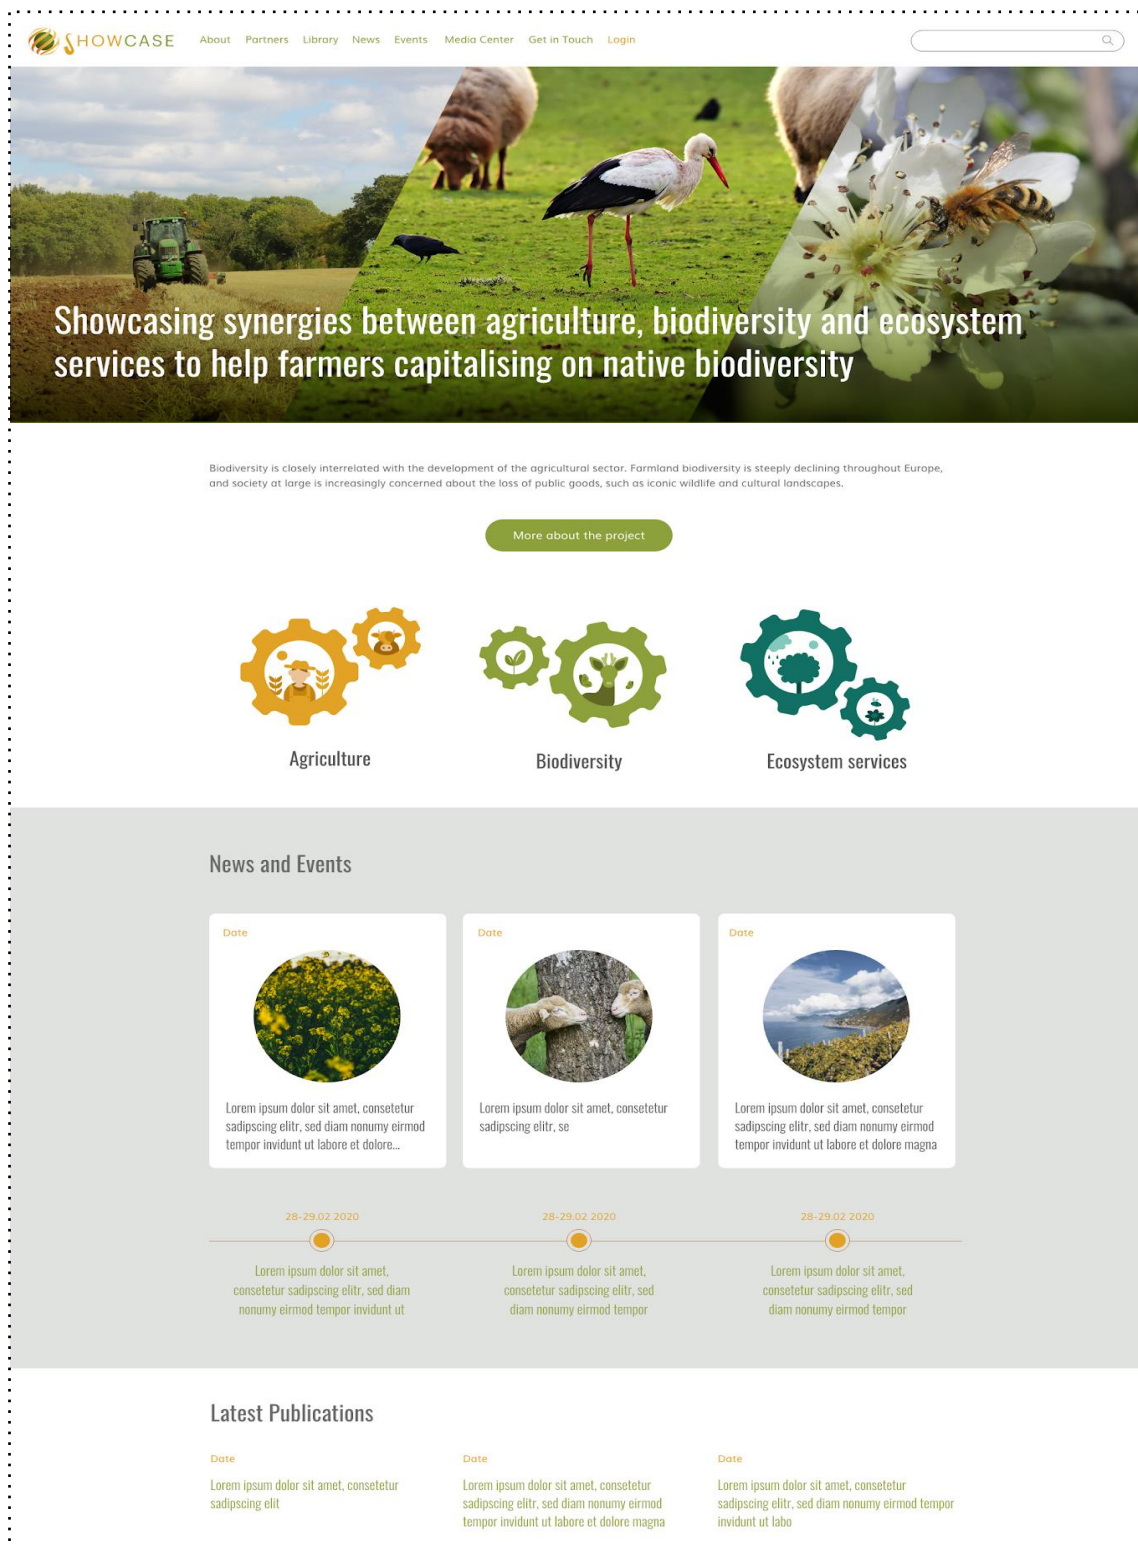 SHOWCASE About Partners Library News Events Media Center Get in Touch Login
Showcasing synergies between agriculture, biodiversity and ecosystem
services to help farmers capitalising on native biodiversity
Biodiversity is closely interrelated with the development of the agricultural sector. Farmland biodiversity is steeply declining throughout Europe,
and society at large is increasingly concerned about the loss of public goods, such as iconic wildlife and cultural landscapes.
More about the project
Agriculture
Biodiversity
Ecosystem services
News and Events
Date
Lorem ipsum dolor sit amet, consetetur
sadipscing elitr, sed diam nonumy eirmod
tempor invidunt ut labore et dolore...
Date
Lorem ipsum dolor sit amet, consetetur
sadipscing elitr, se
Date
Lorem ipsum dolor sit amet, consetetur
sadipscing elitr, sed diam nonumy eirmod
tempor invidunt ut labore et dolore magna
28-29.02 2020
Lorem ipsum dolor sit amet,
consetetur sadipscing elitr, sed diam
nonumy eirmod tempor invidunt ut
28-29.02 2020
Lorem ipsum dolor sit amet,
consetetur sadipscing elitr, sed
diam nonumy eirmod tempor
28-29.02 2020
Lorem ipsum dolor sit amet,
consetetur sadipscing elitr, sed
diam nonumy eirmod tempor
Latest Publications
Date
Lorem ipsum dolor sit amet, consetetur
sadipscing elit
Date
Lorem ipsum dolor sit amet, consetetur
sadipscing elitr, sed diam nonumy eirmod
tempor invidunt ut labore et dolore magna
Date
Lorem ipsum dolor sit amet, consetetur
sadipscing elitr, sed diam nonumy eirmod tempor
invidunt ut labo